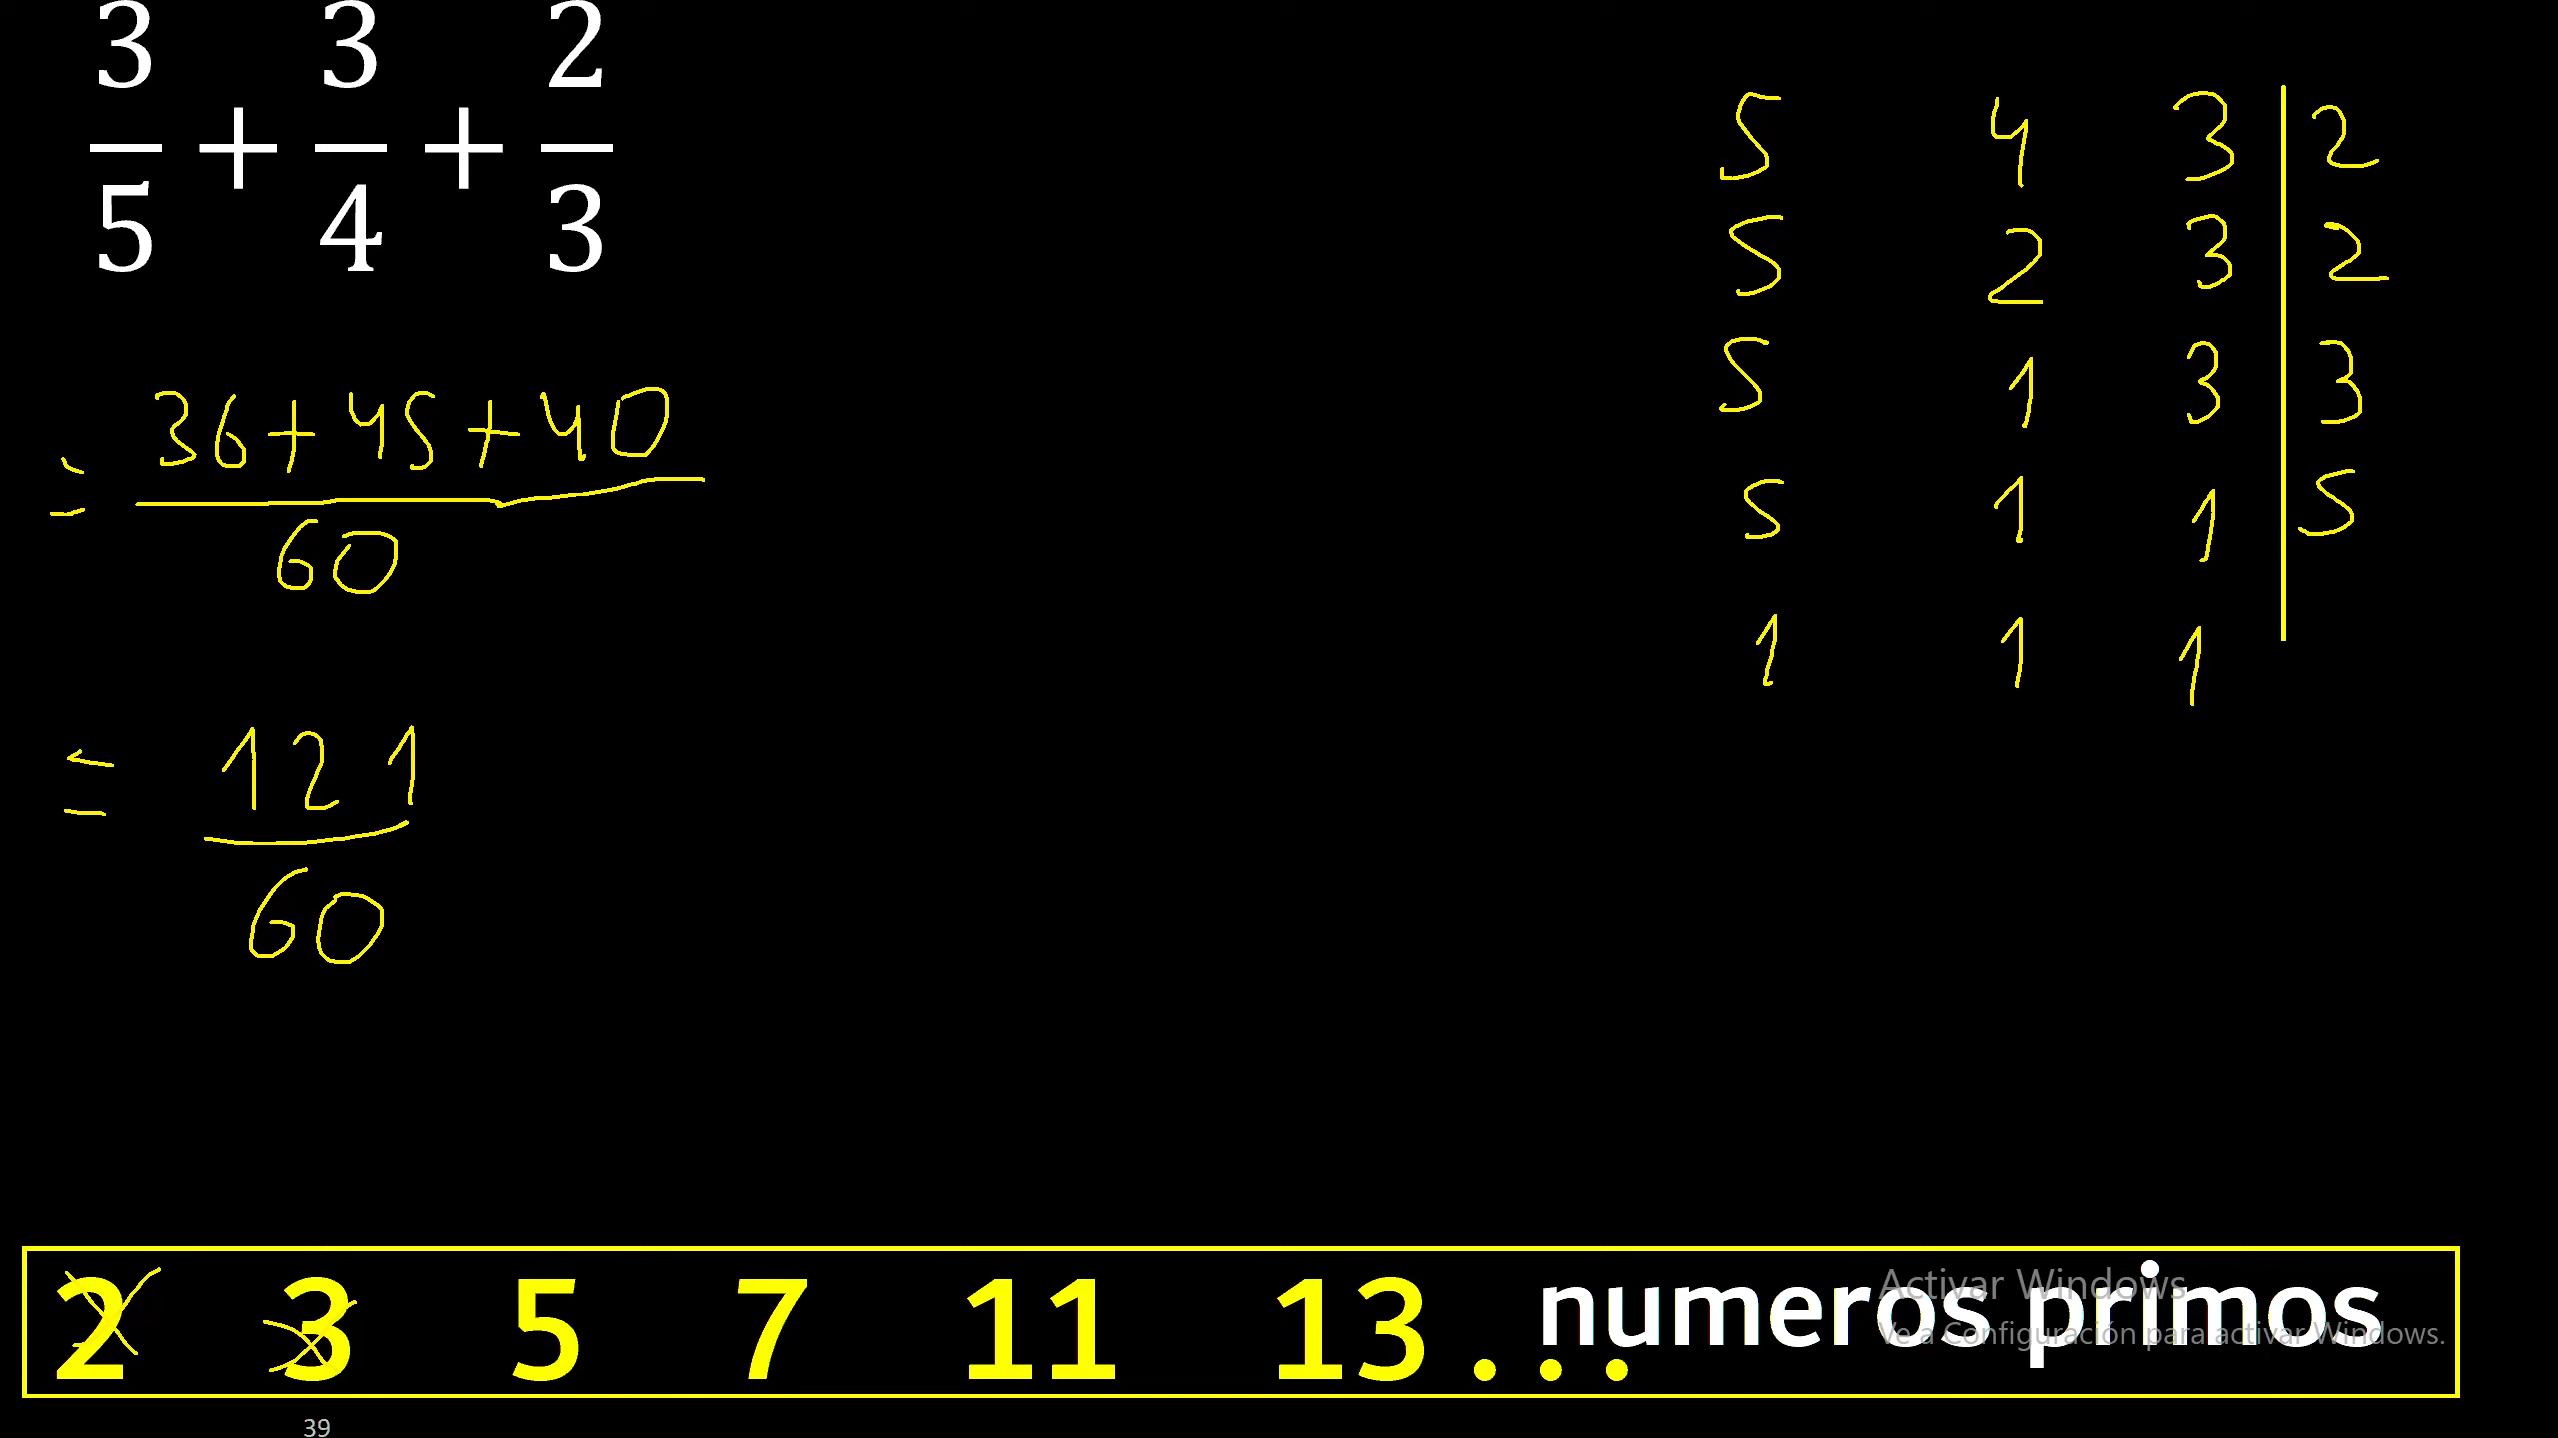 3 3 2
+ +
5 4 3
5 4 3 2
5 2 3 2
5 1 3 3
5 1 1 5
1 1 1
36+45+40
=
60
121
=
60
2 3 5 7 11 13 ... numeros primos
Activar Windows
Ve a Configuración para activar Windows.
39